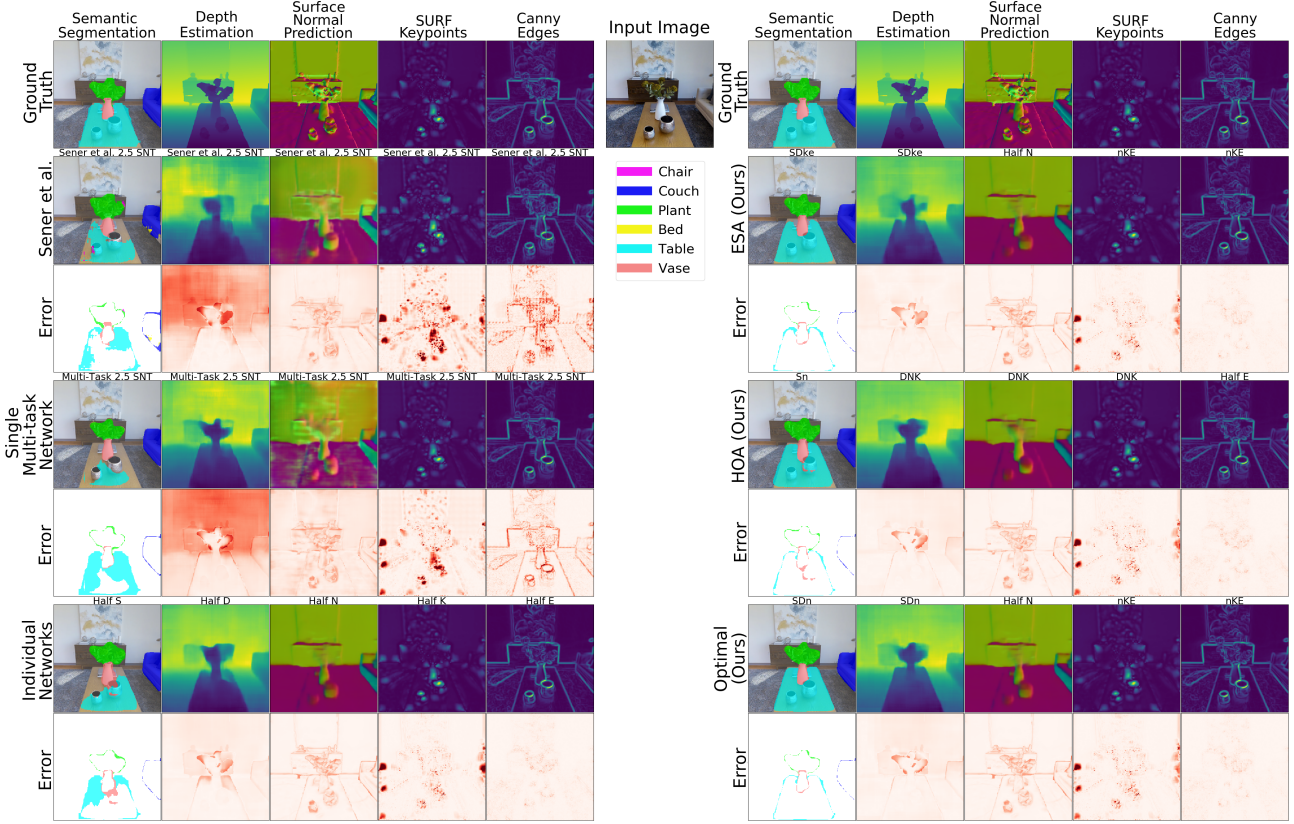 Semantic
Segmentation
Depth
Estimation
Surface
Normal
Prediction
SURF
Keypoints
Canny
Edges
Input Image
Semantic
Segmentation
Depth
Estimation
Surface
Normal
Prediction
SURF
Keypoints
Canny
Edges
Ground
Truth
Ground
Truth
Sener et al. 2.5 SNT
Sener et al. 2.5 SNT
Sener et al. 2.5 SNT
Sener et al. 2.5 SNT
Sener et al. 2.5 SNT
Sener et al.
Error
Chair
Couch
Plant
Bed
Table
Vase
SDke
SDke
Half N
nKE
nKE
ESA (Ours)
Error
Multi-Task 2.5 SNT
Multi-Task 2.5 SNT
Multi-Task 2.5 SNT
Multi-Task 2.5 SNT
Multi-Task 2.5 SNT
Single
Multi-task
Network
Error
Sn
DNK
DNK
DNK
Half E
HOA (Ours)
Error
Half S
Half D
Half N
Half K
Half E
Individual
Networks
Error
SDn
SDn
Half N
nKE
nKE
Optimal
(Ours)
Error